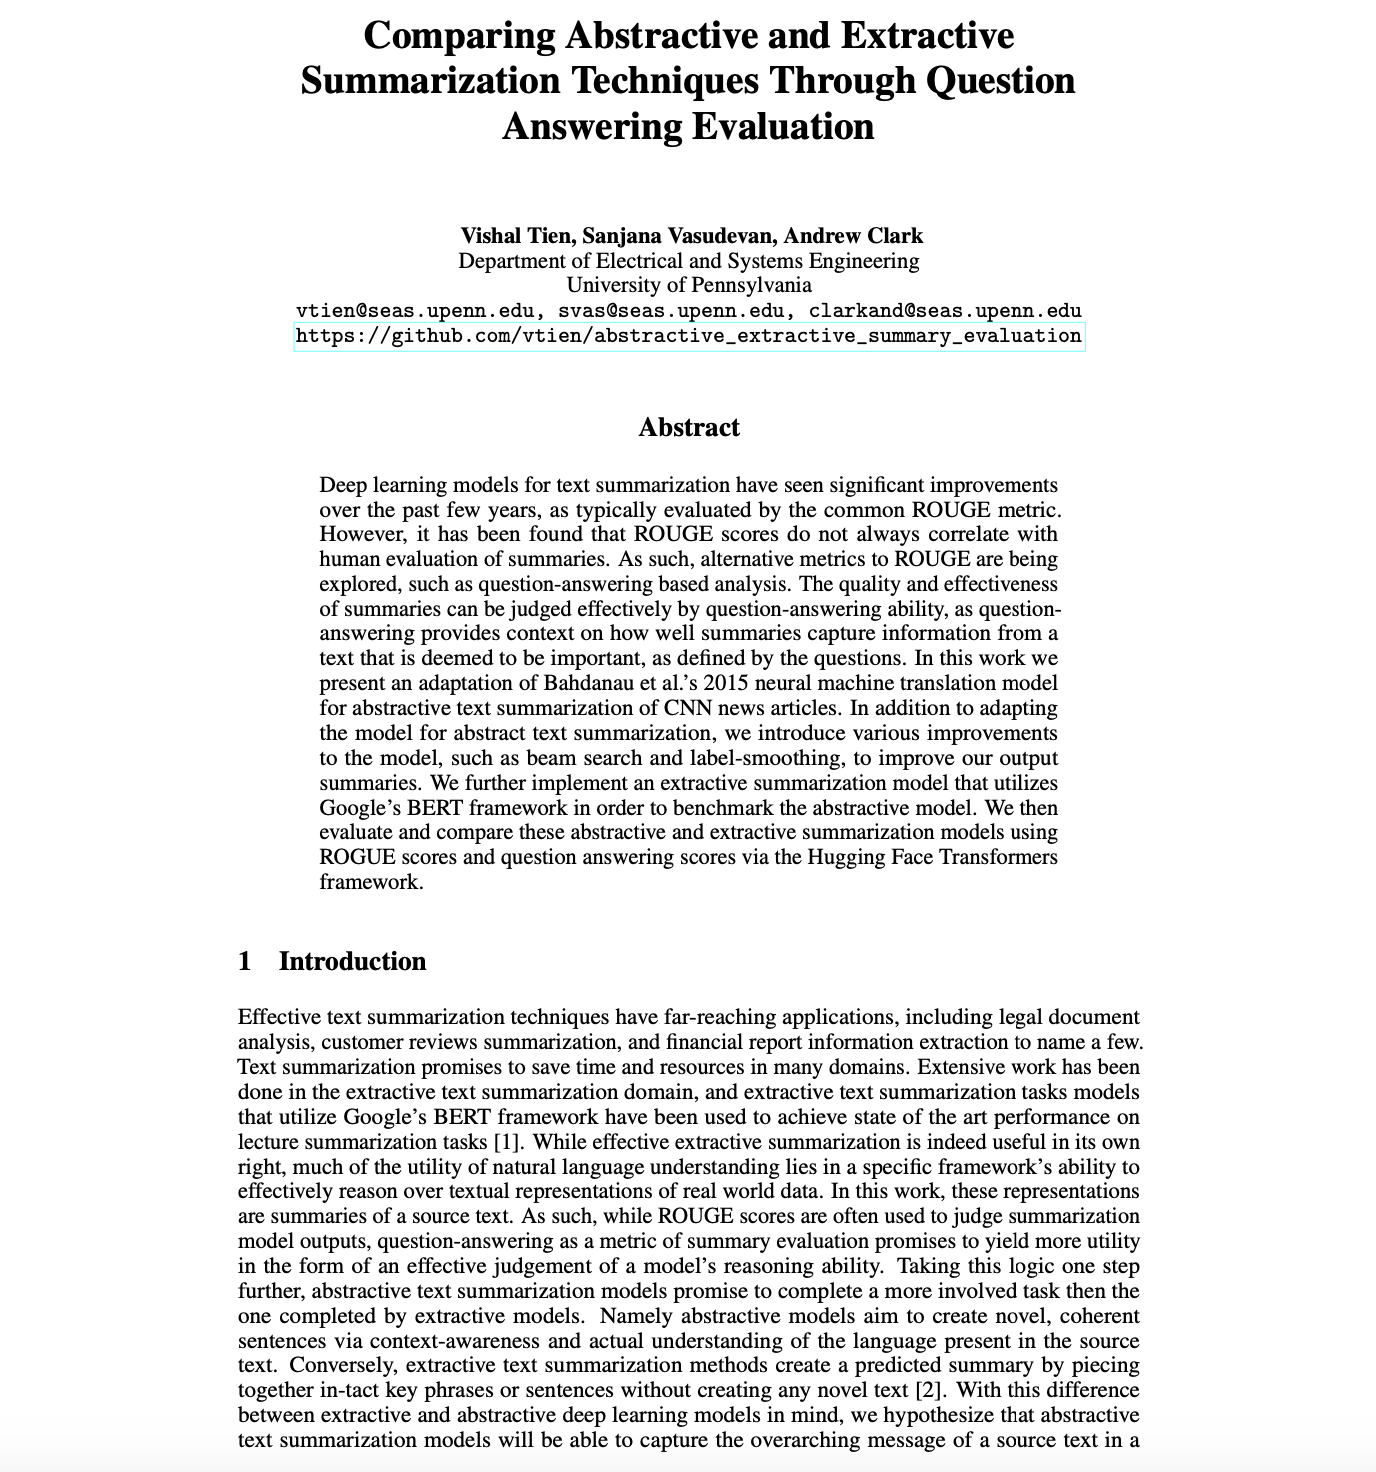 Comparing Abstractive and Extractive
Summarization Techniques Through Question
Answering Evaluation
Vishal Tien, Sanjana Vasudevan, Andrew Clark
Department of Electrical and Systems Engineering
University of Pennsylvania
vtien@seas.upenn.edu, svas@seas.upenn.edu, clarkand@seas.upenn.edu
https://github.com/vtien/abstractive_extractive_summary_evaluation
Abstract
Deep learning models for text summarization have seen significant improvements
over the past few years, as typically evaluated by the common ROUGE metric.
However, it has been found that ROUGE scores do not always correlate with
human evaluation of summaries. As such, alternative metrics to ROUGE are being
explored, such as question-answering based analysis. The quality and effectiveness
of summaries can be judged effectively by question-answering ability, as question-
answering provides context on how well summaries capture information from a
text that is deemed to be important, as defined by the questions. In this work we
present an adaptation of Bahdanau et al.'s 2015 neural machine translation model
for abstractive text summarization of CNN news articles. In addition to adapting
the model for abstract text summarization, we introduce various improvements
to the model, such as beam search and label-smoothing, to improve our output
summaries. We further implement an extractive summarization model that utilizes
Google's BERT framework in order to benchmark the abstractive model. We then
evaluate and compare these abstractive and extractive summarization models using
ROGUE scores and question answering scores via the Hugging Face Transformers
framework.
1 Introduction
Effective text summarization techniques have far-reaching applications, including legal document
analysis, customer reviews summarization, and financial report information extraction to name a few.
Text summarization promises to save time and resources in many domains. Extensive work has been
done in the extractive text summarization domain, and extractive text summarization tasks models
that utilize Google's BERT framework have been used to achieve state of the art performance on
lecture summarization tasks [1]. While effective extractive summarization is indeed useful in its own
right, much of the utility of natural language understanding lies in a specific framework's ability to
effectively reason over textual representations of real world data. In this work, these representations
are summaries of a source text. As such, while ROUGE scores are often used to judge summarization
model outputs, question-answering as a metric of summary evaluation promises to yield more utility
in the form of an effective judgement of a model's reasoning ability. Taking this logic one step
further, abstractive text summarization models promise to complete a more involved task then the
one completed by extractive models. Namely abstractive models aim to create novel, coherent
sentences via context-awareness and actual understanding of the language present in the source
text. Conversely, extractive text summarization methods create a predicted summary by piecing
together in-tact key phrases or sentences without creating any novel text [2]. With this difference
between extractive and abstractive deep learning models in mind, we hypothesize that abstractive
text summarization models will be able to capture the overarching message of a source text in a